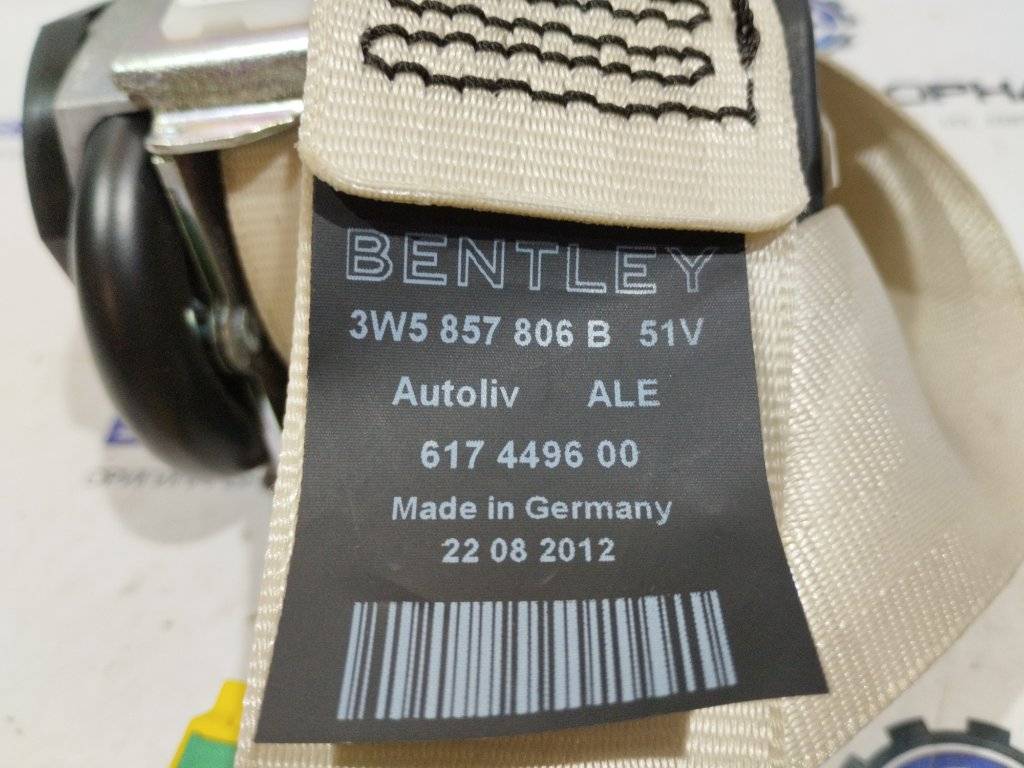 BENTLEY
3W5 857 806 B 51V
Autoliv ALE
617 4496 00
Made in Germany
22 08 2012